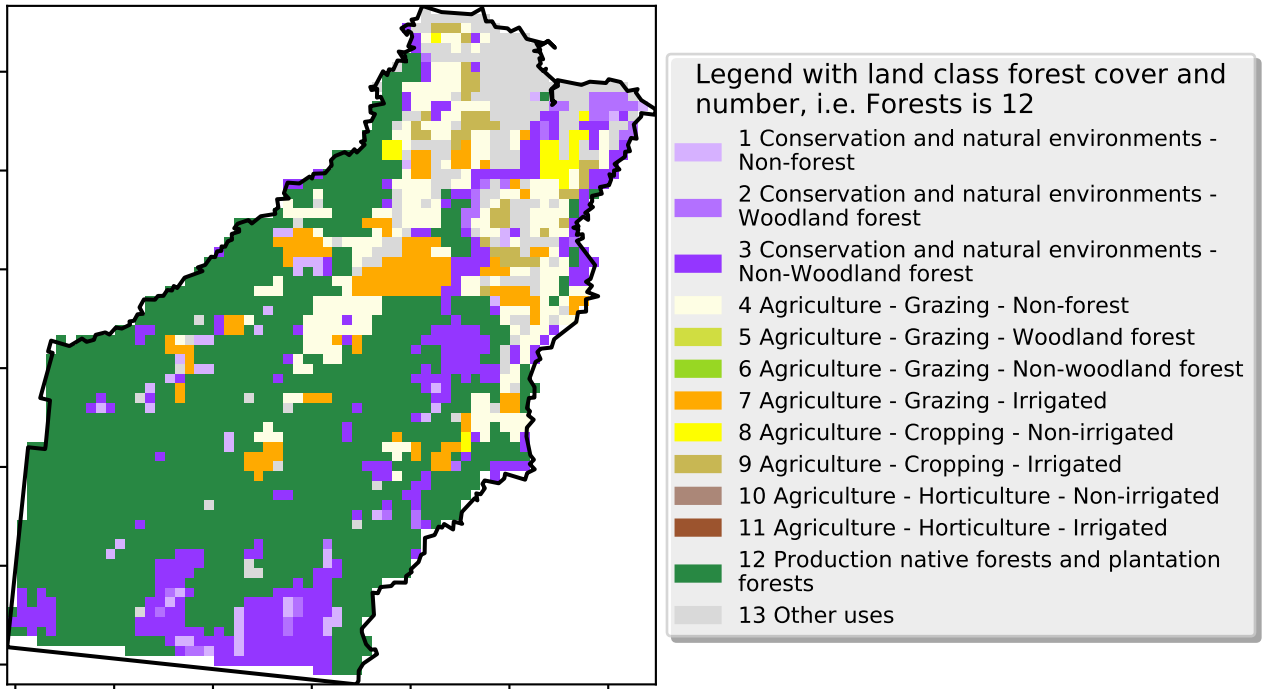 Legend with land class forest cover and
number, i.e. Forests is 12
1 Conservation and natural environments -
Non-forest
2 Conservation and natural environments -
Woodland forest
3 Conservation and natural environments -
Non-Woodland forest
4 Agriculture - Grazing - Non-forest
5 Agriculture - Grazing - Woodland forest
6 Agriculture - Grazing - Non-woodland forest
7 Agriculture - Grazing - Irrigated
8 Agriculture - Cropping - Non-irrigated
9 Agriculture - Cropping - Irrigated
10 Agriculture - Horticulture - Non-irrigated
11 Agriculture - Horticulture - Irrigated
12 Production native forests and plantation
forests
13 Other uses